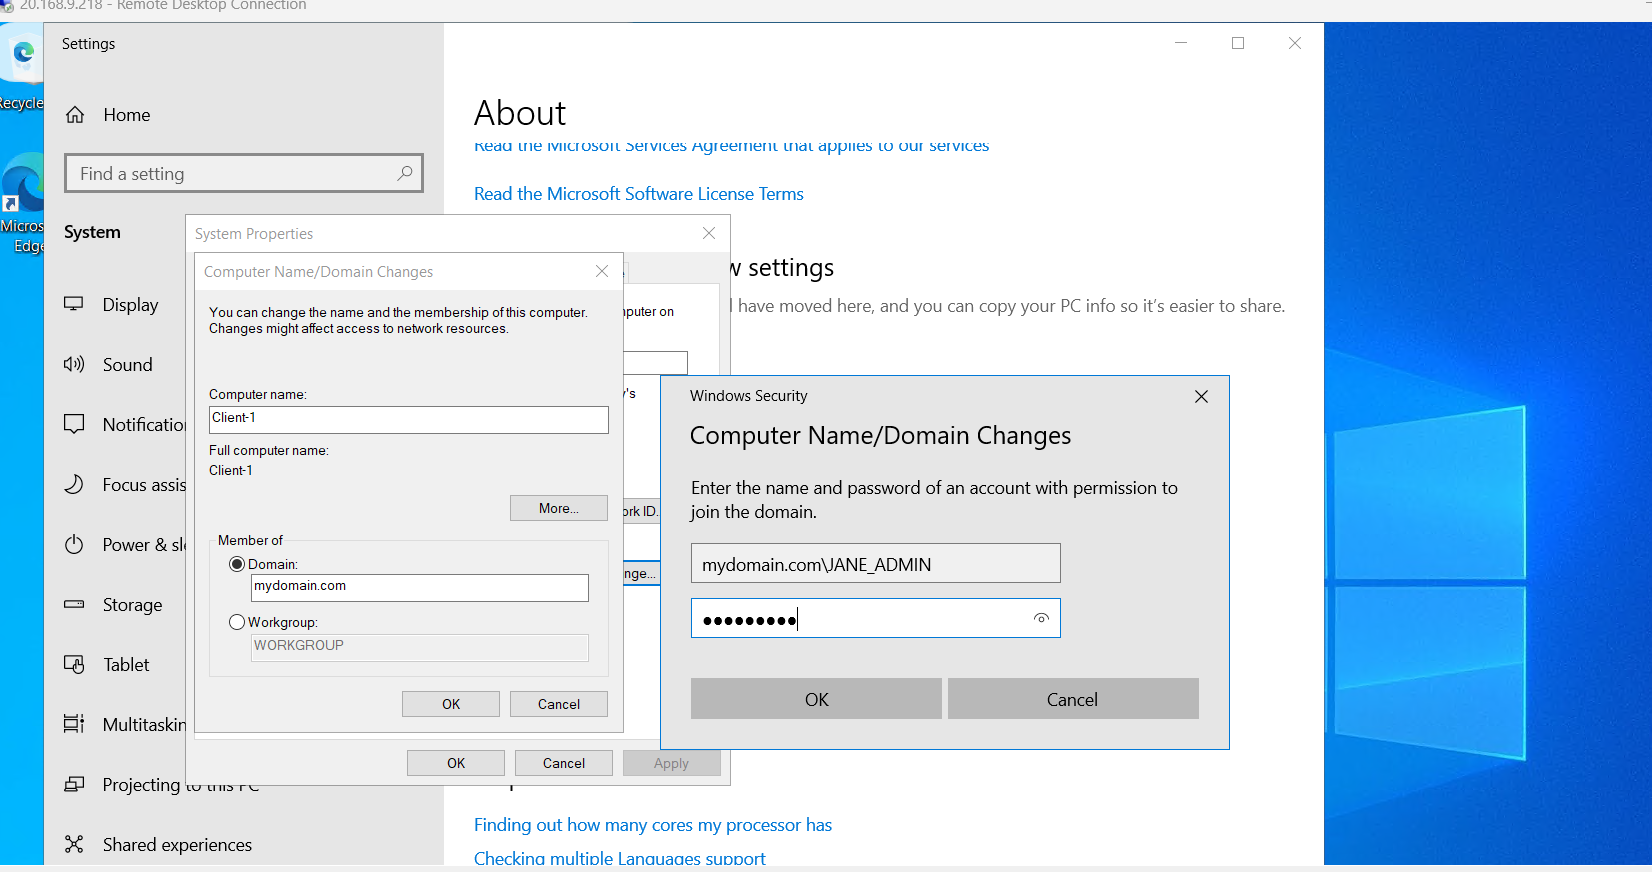 20.168.9.218 - Remote Desktop Connection
Recycle
Micros
Edge
Settings
Home
Find a setting
System
Display
Sound
Notification
Focus assis
Power & sle
Storage
Tablet
Multitaskin
Projecting to this PC
Shared experiences
About
Read the Microsoft Services Agreement that applies to our services
Read the Microsoft Software License Terms
w settings
have moved here, and you can copy your PC info so it's easier to share.
Finding out how many cores my processor has
Checking multiple Languages support
System Properties
nputer on
y's
ork ID.
nge...
OK
Cancel
Apply
Computer Name/Domain Changes
You can change the name and the membership of this computer.
Changes might affect access to network resources.
Computer name:
Client-1
Full computer name:
Client-1
More...
Member of
Domain:
mydomain.com
Workgroup:
WORKGROUP
OK
Cancel
Windows Security
Computer Name/Domain Changes
Enter the name and password of an account with permission to
join the domain.
mydomain.com\JANE_ADMIN
●●●●●●●●●
OK
Cancel